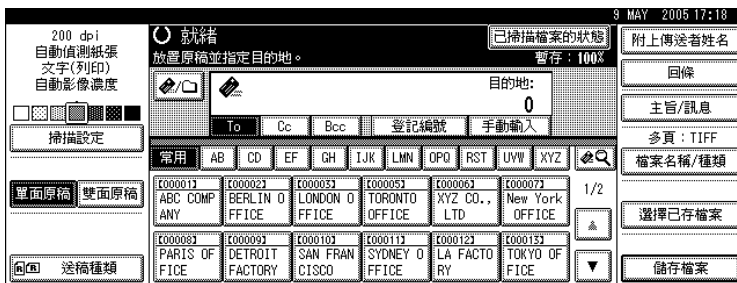 9 MAY 2005 17:18
200 dpi
自動偵測紙張
文字(列印)
自動影像濃度
掃描設定
單面原稿
雙面原稿
送稿種類
就緒
已掃描檔案的狀態
放置原稿並指定目的地。
暫存：100%
目的地:
0
To
Cc
Bcc
登記編號
手動輸入
常用
AB
CD
EF
GH
IJK
LMN
OPQ
RST
UVW
XYZ
[00001]
ABC COMP
ANY
[00002]
BERLIN O
FFICE
[00003]
LONDON O
FFICE
[00005]
TORONTO
OFFICE
[00006]
XYZ CO.,
LTD
[00007]
New York
OFFICE
1/2
[00008]
PARIS OF
FICE
[00009]
DETROIT
FACTORY
[00010]
SAN FRAN
CISCO
[00011]
SYDNEY O
FFICE
[00012]
LA FACTO
RY
[00013]
TOKYO OF
FICE
附上傳送者姓名
回條
主旨/訊息
多頁：TIFF
檔案名稱/種類
選擇已存檔案
儲存檔案